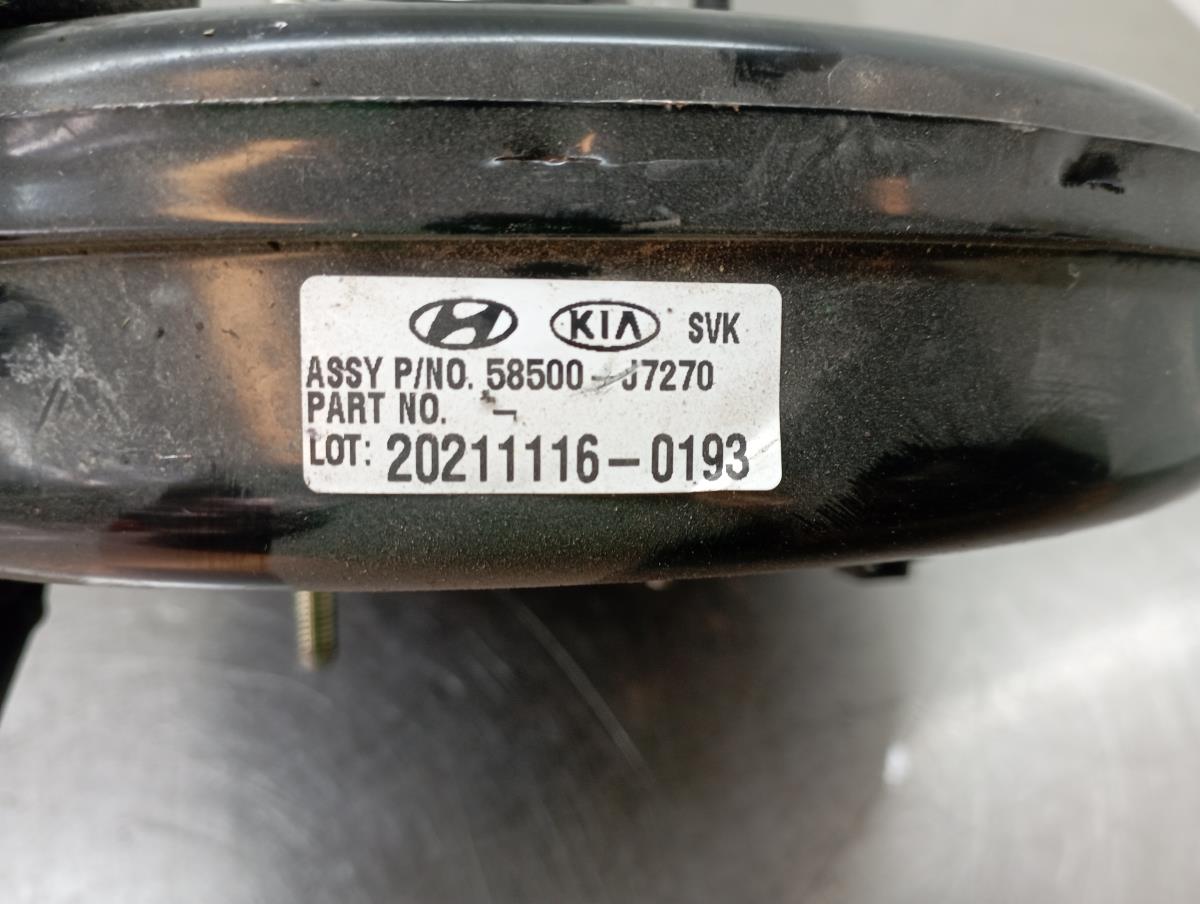 KIA SVK
ASSY P/NO. 58500-J7270
PART NO. -
LOT: 20211116-0193